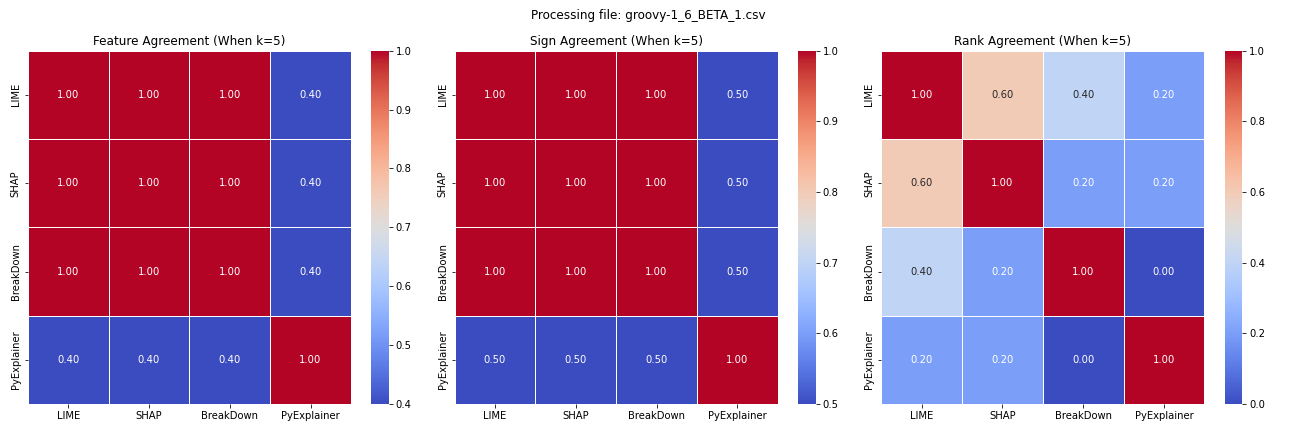 Processing file: groovy-1_6_BETA_1.csv
Feature Agreement (When k=5)
LIME 1.00 1.00 1.00 0.40
SHAP 1.00 1.00 1.00 0.40
BreakDown 1.00 1.00 1.00 0.40
PyExplainer 0.40 0.40 0.40 1.00
LIME SHAP BreakDown PyExplainer
1.0
0.9
0.8
0.7
0.6
0.5
0.4
Sign Agreement (When k=5)
LIME 1.00 1.00 1.00 0.50
SHAP 1.00 1.00 1.00 0.50
BreakDown 1.00 1.00 1.00 0.50
PyExplainer 0.50 0.50 0.50 1.00
LIME SHAP BreakDown PyExplainer
1.0
0.9
0.8
0.7
0.6
0.5
Rank Agreement (When k=5)
LIME 1.00 0.60 0.40 0.20
SHAP 0.60 1.00 0.20 0.20
BreakDown 0.40 0.20 1.00 0.00
PyExplainer 0.20 0.20 0.00 1.00
LIME SHAP BreakDown PyExplainer
1.0
0.8
0.6
0.4
0.2
0.0